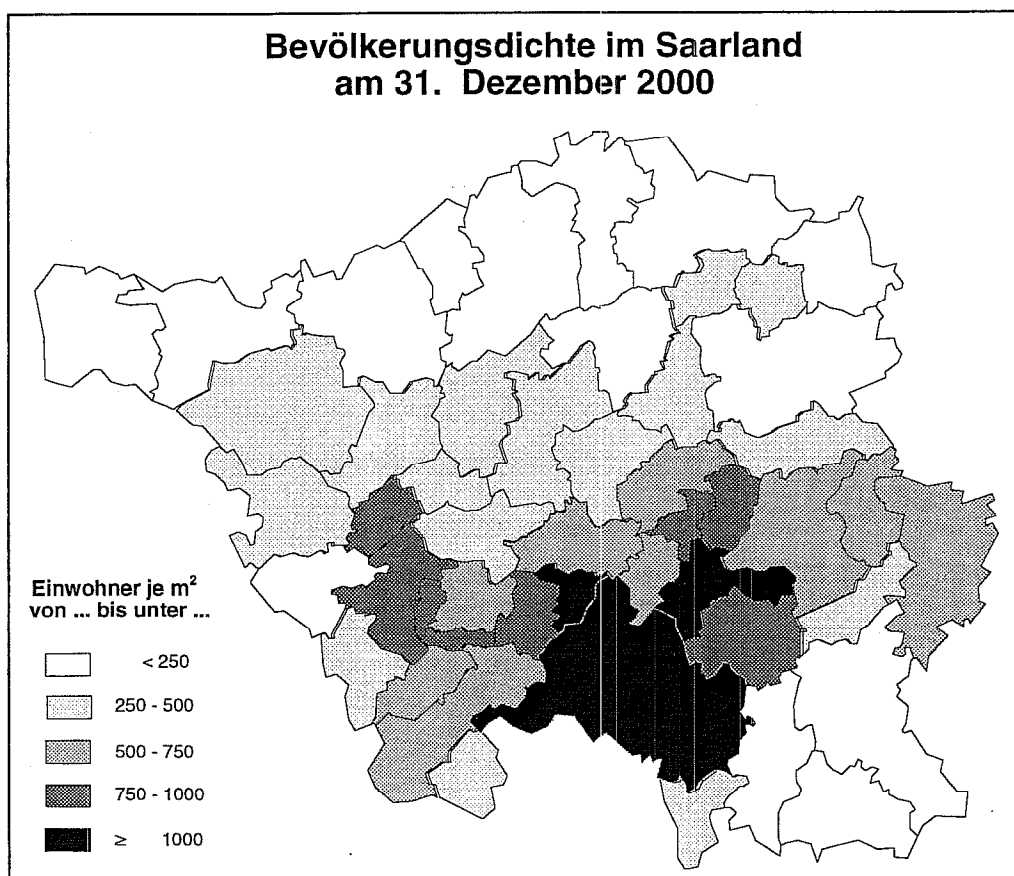 Bevölkerungsdichte im Saarland
am 31. Dezember 2000
Einwohner je m²
von ... bis unter ...
< 250
250 - 500
500 - 750
750 - 1000
≥ 1000